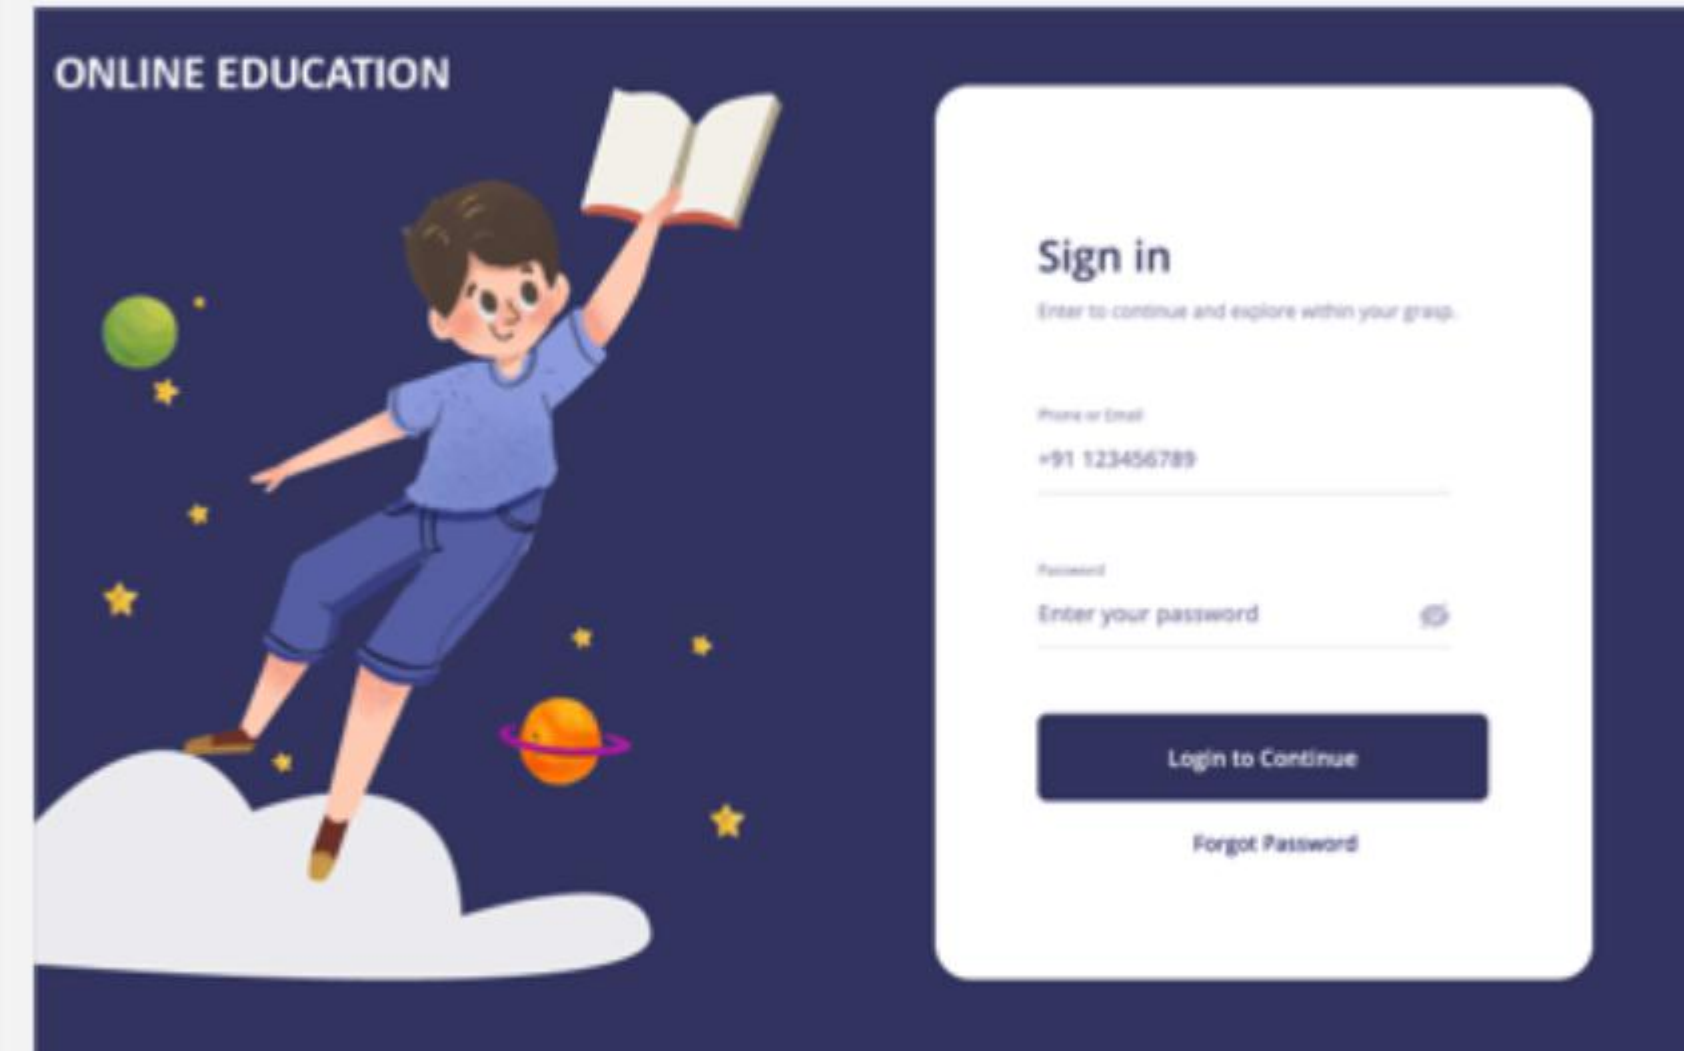 ONLINE EDUCATION
Sign in
Enter to continue and explore within your grasp.
Phone or Email
+91 123456789
Password
Enter your password
Login to Continue
Forgot Password